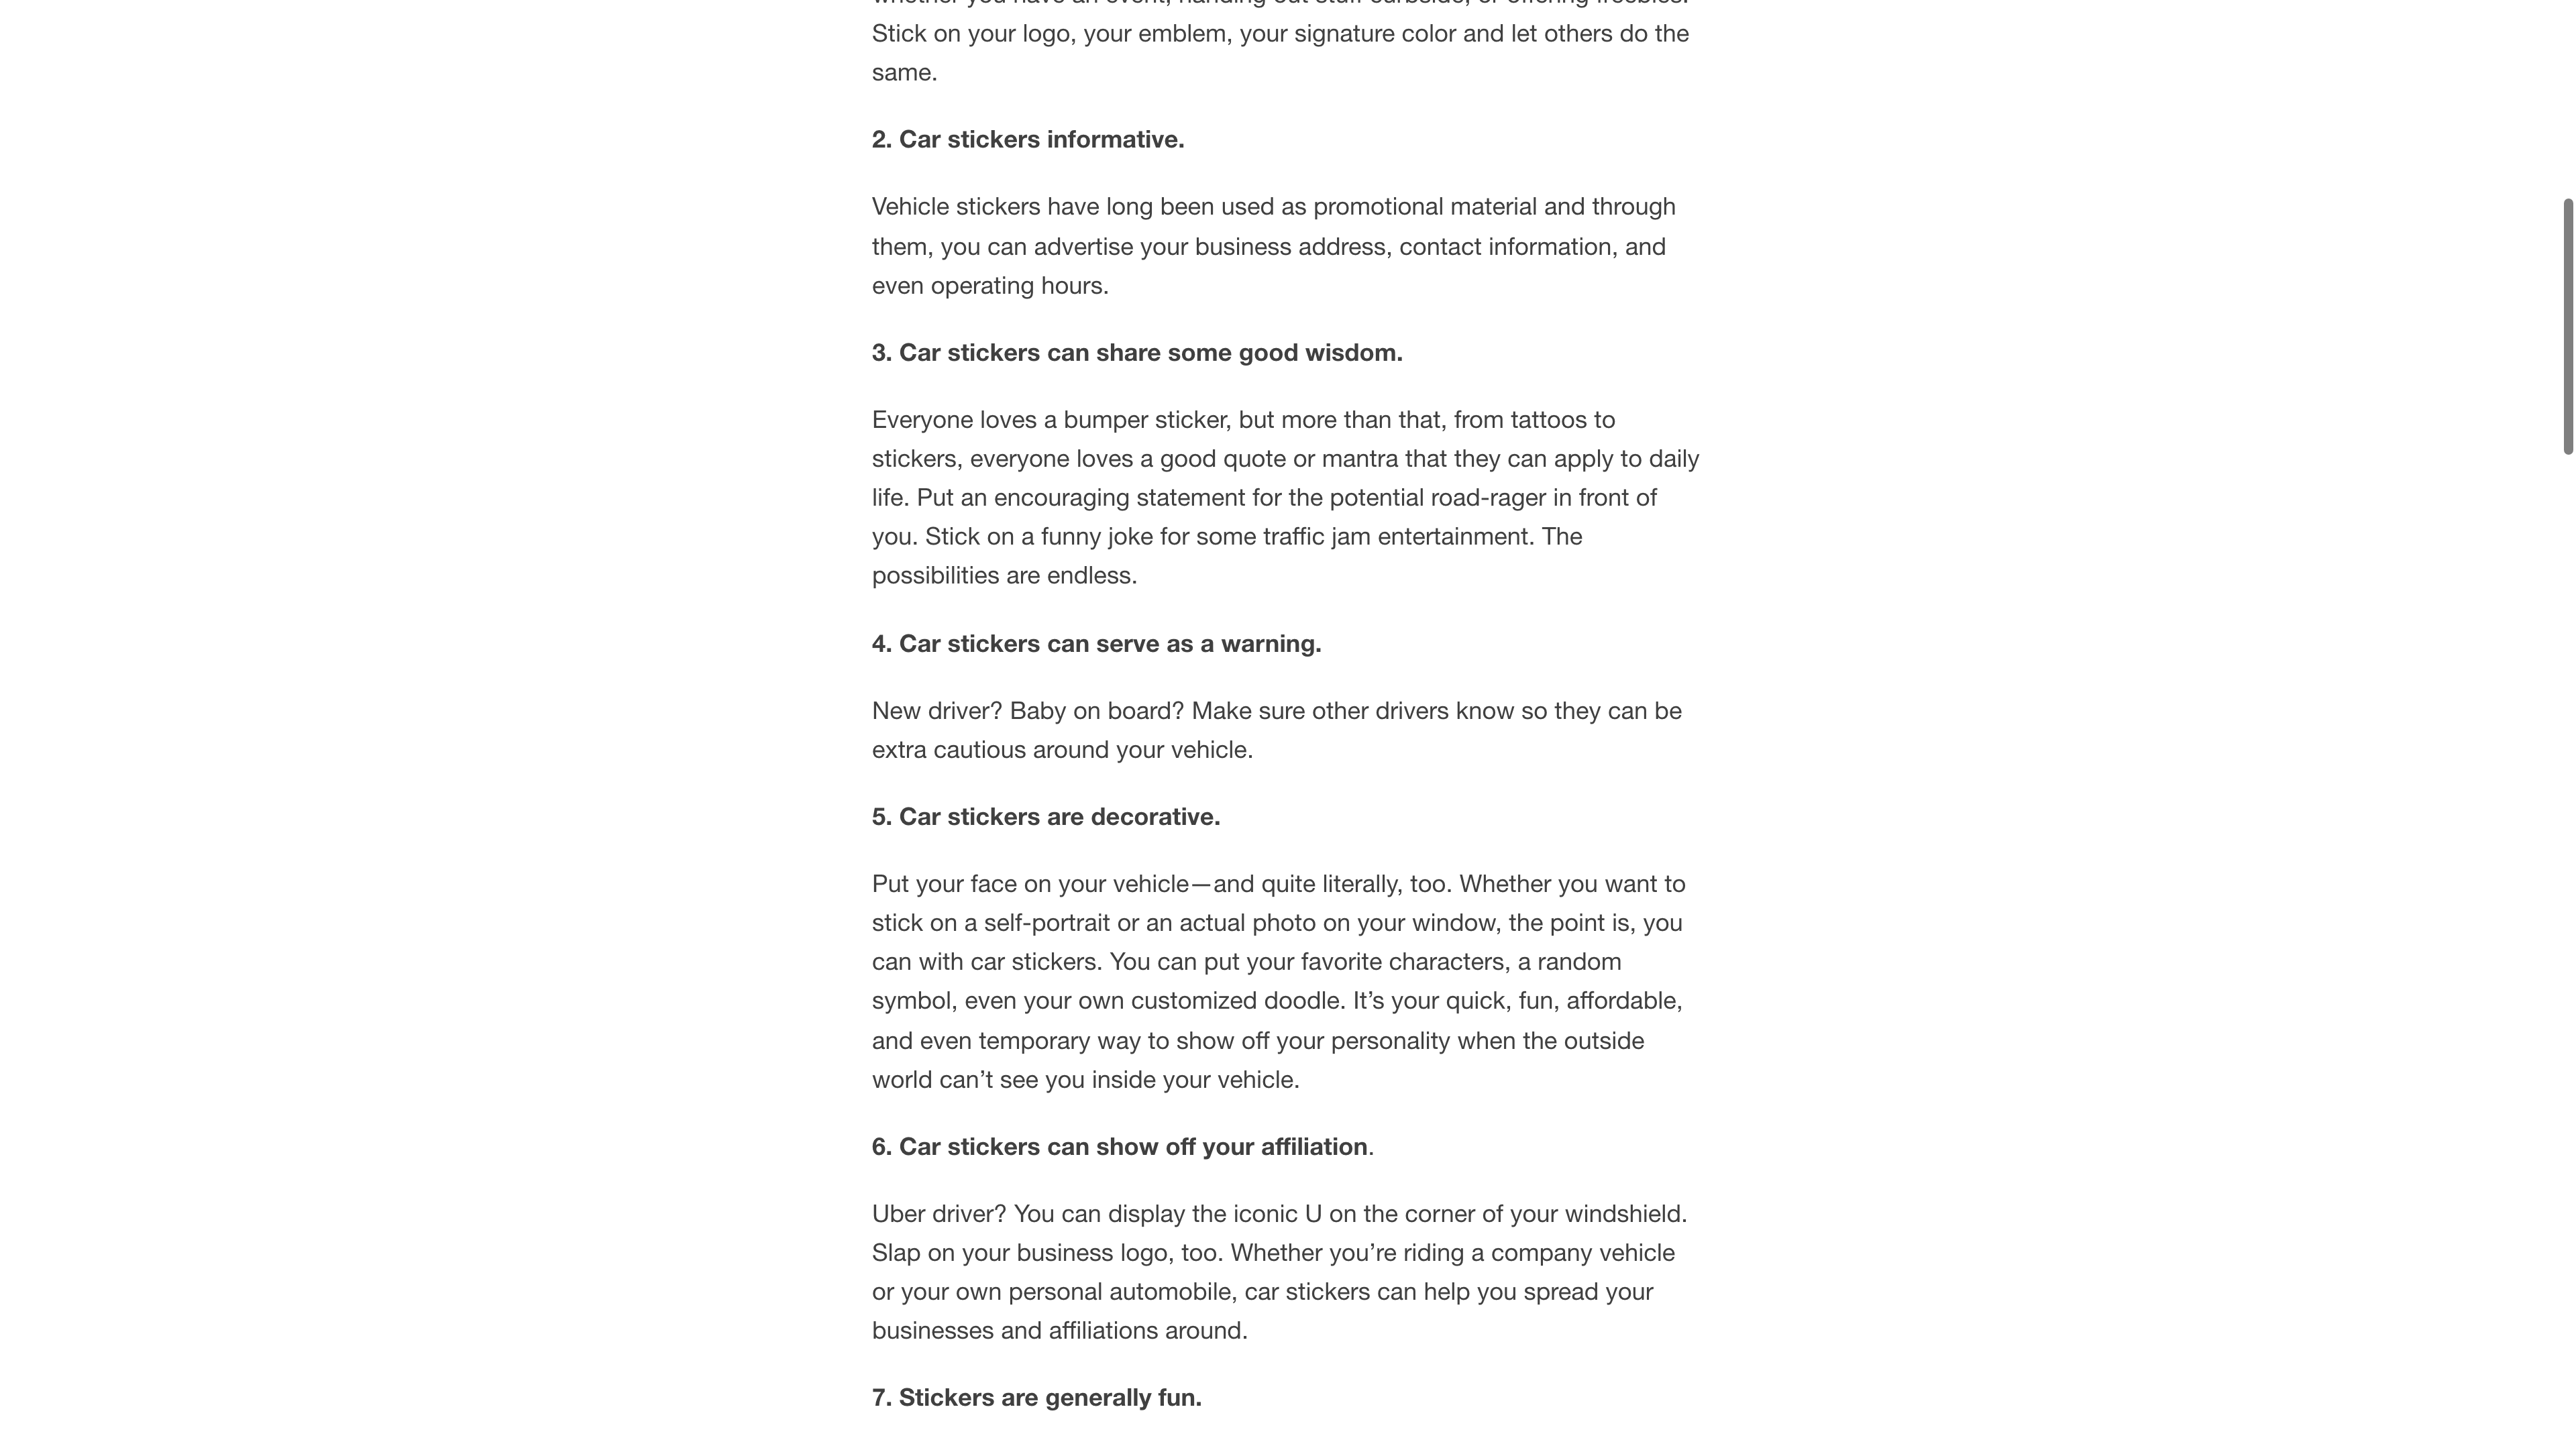 whether you have an event, handing out stuff curbside, or offering freebies.
Stick on your logo, your emblem, your signature color and let others do the
same.
2. Car stickers informative.
Vehicle stickers have long been used as promotional material and through
them, you can advertise your business address, contact information, and
even operating hours.
3. Car stickers can share some good wisdom.
Everyone loves a bumper sticker, but more than that, from tattoos to
stickers, everyone loves a good quote or mantra that they can apply to daily
life. Put an encouraging statement for the potential road-rager in front of
you. Stick on a funny joke for some traffic jam entertainment. The
possibilities are endless.
4. Car stickers can serve as a warning.
New driver? Baby on board? Make sure other drivers know so they can be
extra cautious around your vehicle.
5. Car stickers are decorative.
Put your face on your vehicle—and quite literally, too. Whether you want to
stick on a self-portrait or an actual photo on your window, the point is, you
can with car stickers. You can put your favorite characters, a random
symbol, even your own customized doodle. It’s your quick, fun, affordable,
and even temporary way to show off your personality when the outside
world can’t see you inside your vehicle.
6. Car stickers can show off your affiliation.
Uber driver? You can display the iconic U on the corner of your windshield.
Slap on your business logo, too. Whether you’re riding a company vehicle
or your own personal automobile, car stickers can help you spread your
businesses and affiliations around.
7. Stickers are generally fun.